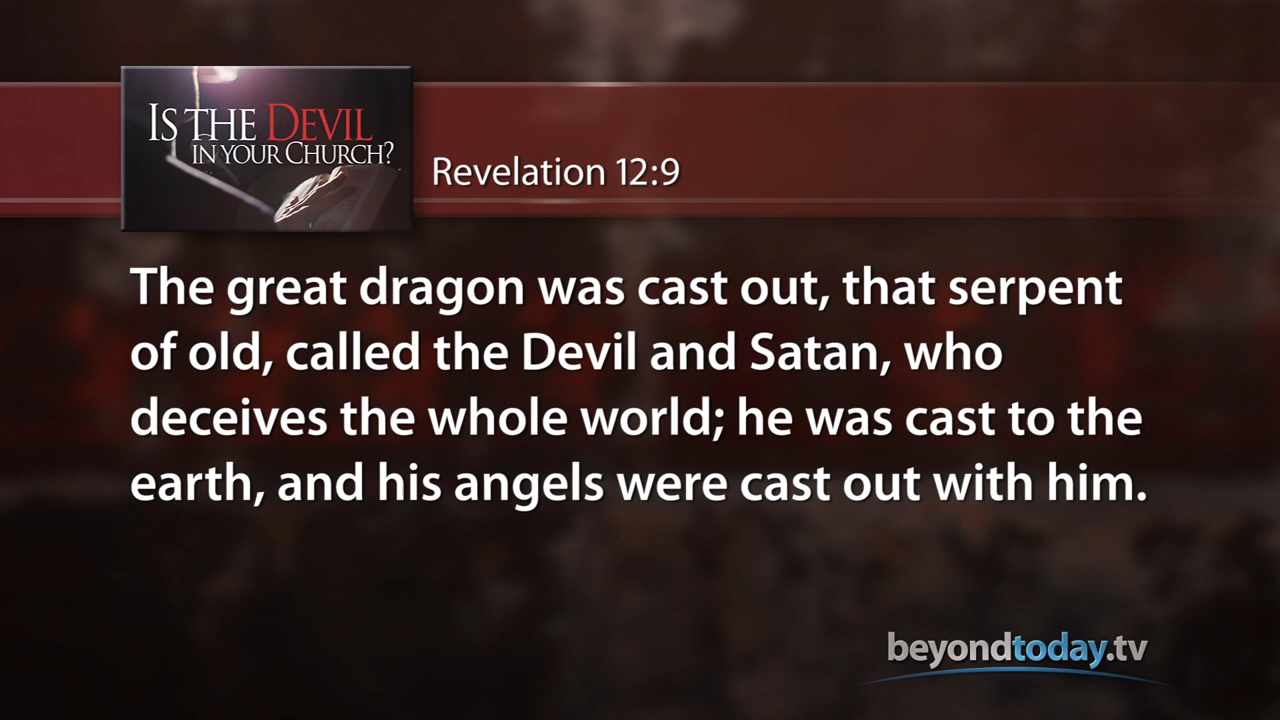 IS THE DEVIL
IN YOUR CHURCH?
Revelation 12:9
The great dragon was cast out, that serpent
of old, called the Devil and Satan, who
deceives the whole world; he was cast to the
earth, and his angels were cast out with him.
beyondtoday.tv